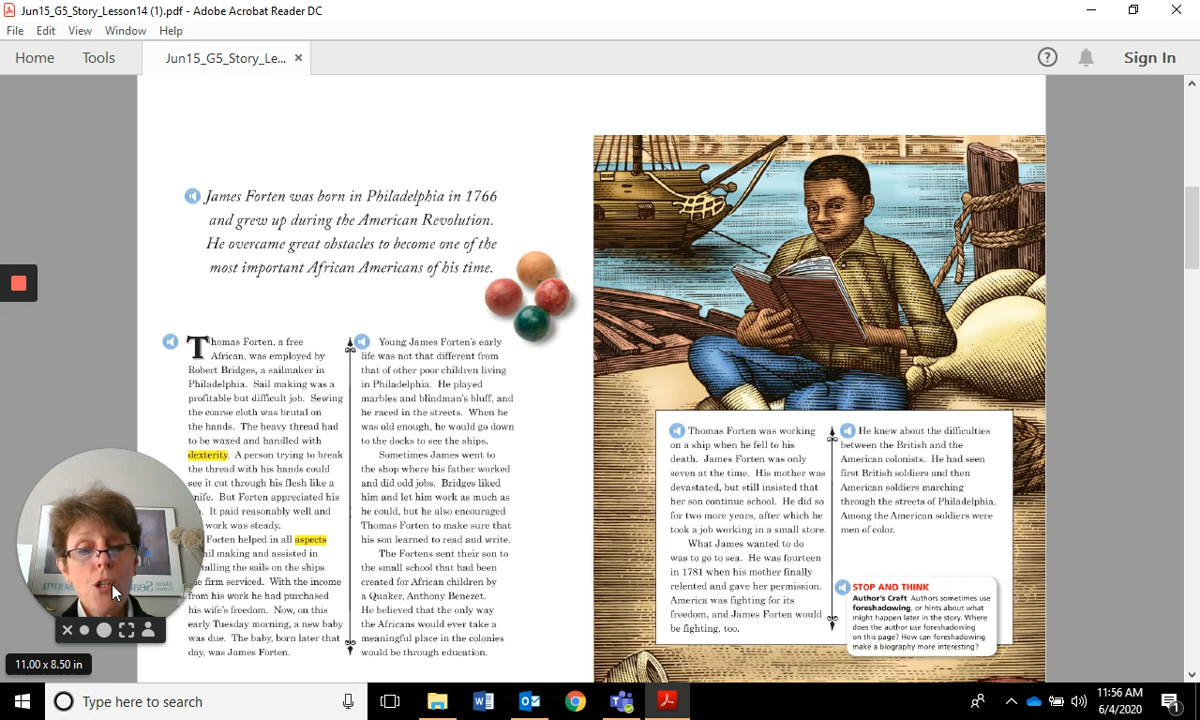 Jun15_G5_Story_Lesson14 (1).pdf - Adobe Acrobat Reader DC
File Edit View Window Help
Home Tools Jun15_G5_Story_Le... × ? Sign In
James Forten was born in Philadelphia in 1766
and grew up during the American Revolution.
He overcame great obstacles to become one of the
most important African Americans of his time.
Thomas Forten, a free
African, was employed by
Robert Bridges, a sailmaker in
Philadelphia. Sail making was a
profitable but difficult job. Sewing
the coarse cloth was brutal on
the hands. The heavy thread had
to be waxed and handled with
dexterity. A person trying to break
the thread with his hands could
see it cut through his flesh like a
nife. But Forten appreciated his
It paid reasonably well and
work was steady.
Forten helped in all aspects
ail making and assisted in
talling the sails on the ships
e firm serviced. With the income
from his work he had purchased
his wife's freedom. Now, on this
early Tuesday morning, a new baby
was due. The baby, born later that
day, was James Forten.
Young James Forten's early
life was not that different from
that of other poor children living
in Philadelphia. He played
marbles and blindman's bluff, and
he raced in the streets. When he
was old enough, he would go down
to the docks to see the ships.
Sometimes James went to
the shop where his father worked
and did odd jobs. Bridges liked
him and let him work as much as
he could, but he also encouraged
Thomas Forten to make sure that
his son learned to read and write.
The Fortens sent their son to
the small school that had been
created for African children by
a Quaker, Anthony Benezet.
He believed that the only way
the Africans would ever take a
meaningful place in the colonies
would be through education.
Thomas Forten was working
on a ship when he fell to his
death. James Forten was only
seven at the time. His mother was
devastated, but still insisted that
her son continue school. He did so
for two more years, after which he
took a job working in a small store.
What James wanted to do
was to go to sea. He was fourteen
in 1781 when his mother finally
relented and gave her permission.
America was fighting for its
freedom, and James Forten would
be fighting, too.
He knew about the difficulties
between the British and the
American colonists. He had seen
first British soldiers and then
American soldiers marching
through the streets of Philadelphia.
Among the American soldiers were
men of color.
STOP AND THINK
Author's Craft Authors sometimes use
foreshadowing, or hints about what
might happen later in the story. Where
does the author use foreshadowing
on this page? How can foreshadowing
make a biography more interesting?
11.00 x 8.50 in
Type here to search
11:56 AM
6/4/2020
1